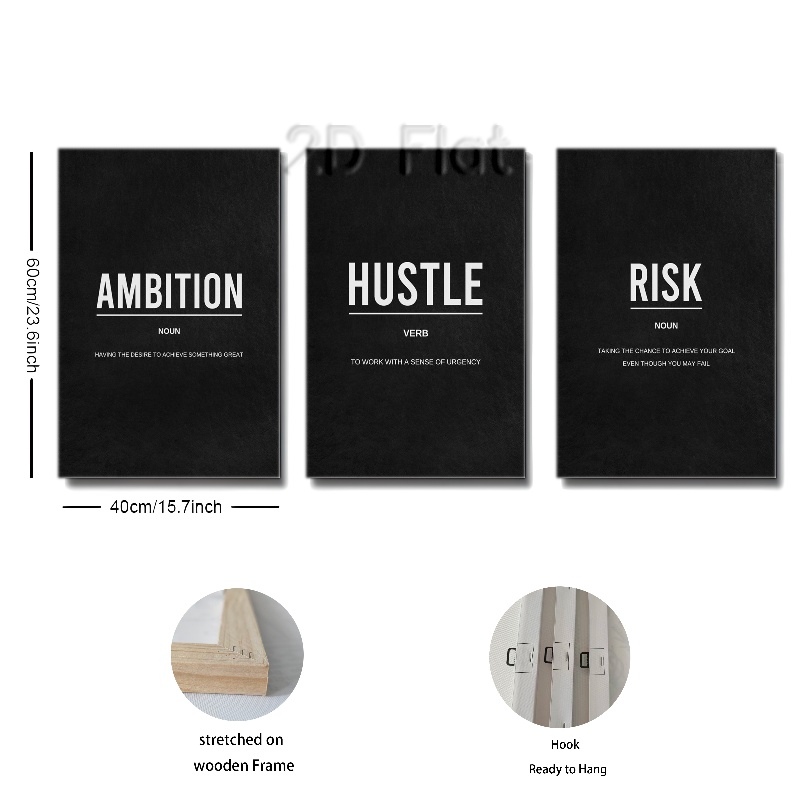 2D Flat
60cm/23.6inch
AMBITION
NOUN
HAVING THE DESIRE TO ACHIEVE SOMETHING GREAT
HUSTLE
VERB
TO WORK WITH A SENSE OF URGENCY
RISK
NOUN
TAKING THE CHANCE TO ACHIEVE YOUR GOAL
EVEN THOUGH YOU MAY FAIL
40cm/15.7inch
stretched on
wooden Frame
Hook
Ready to Hang